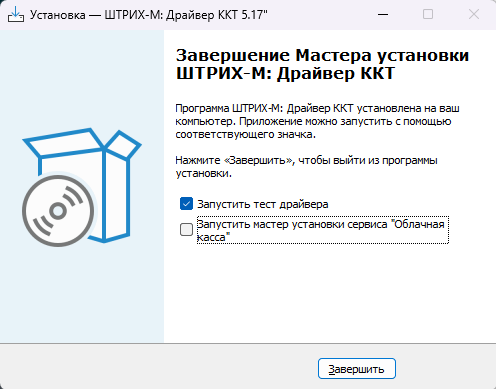 Установка — ШТРИХ-М: Драйвер ККТ 5.17"
Завершение Мастера установки
ШТРИХ-М: Драйвер ККТ
Программа ШТРИХ-М: Драйвер ККТ установлена на ваш
компьютер. Приложение можно запустить с помощью
соответствующего значка.
Нажмите «Завершить», чтобы выйти из программы
установки.
Запустить тест драйвера
Запустить мастер установки сервиса "Облачная
касса"
Завершить